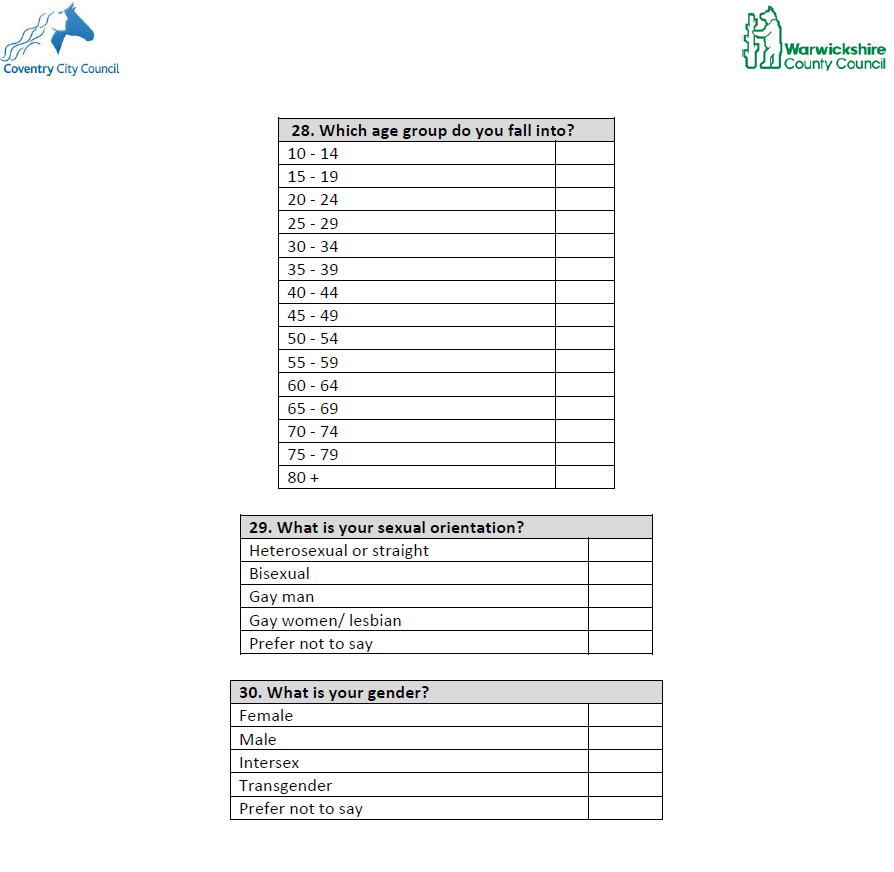 Coventry City Council
Warwickshire
County Council
28. Which age group do you fall into?
10 - 14
15 - 19
20 - 24
25 - 29
30 - 34
35 - 39
40 - 44
45 - 49
50 - 54
55 - 59
60 - 64
65 - 69
70 - 74
75 - 79
80 +
29. What is your sexual orientation?
Heterosexual or straight
Bisexual
Gay man
Gay women/ lesbian
Prefer not to say
30. What is your gender?
Female
Male
Intersex
Transgender
Prefer not to say